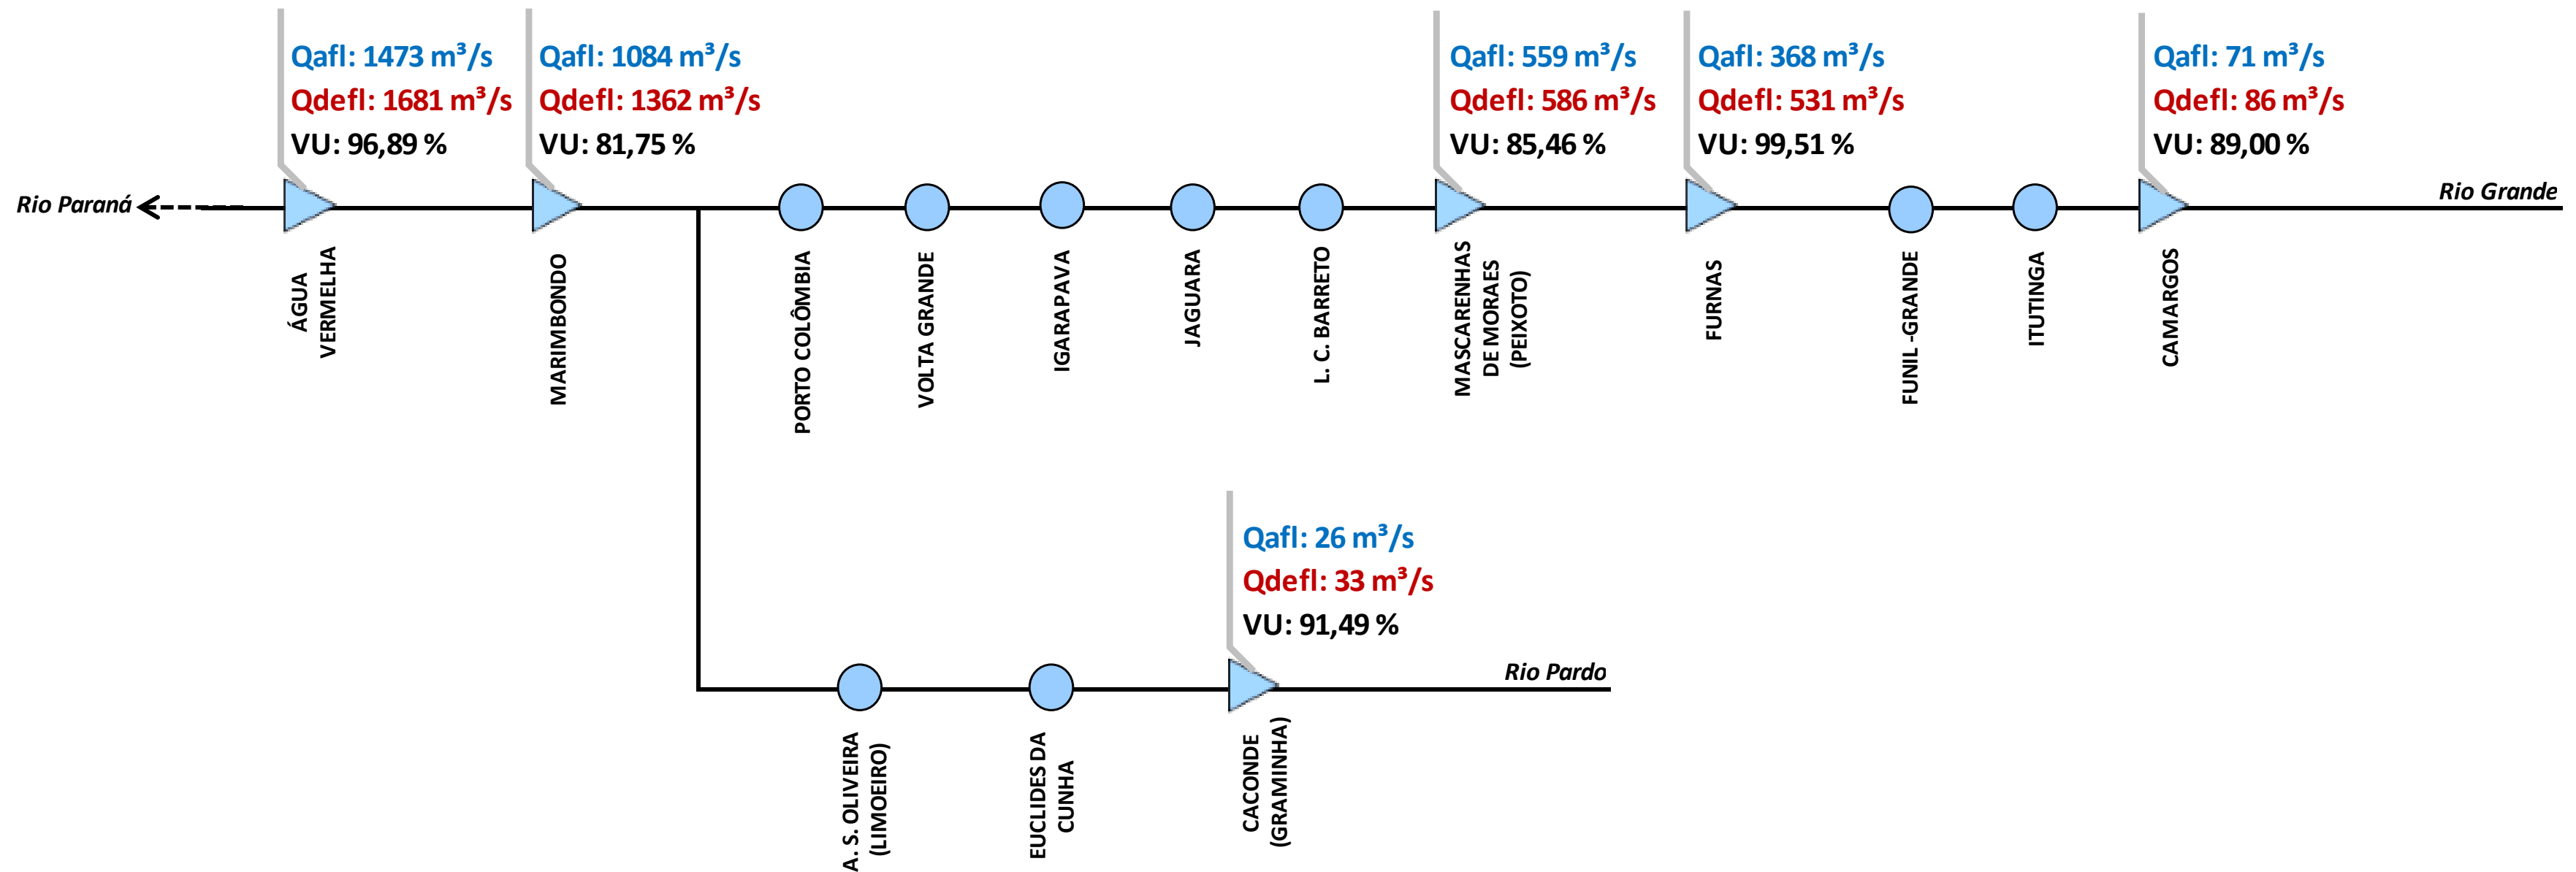 Qafl: 1473 m³/s
Qdefl: 1681 m³/s
VU: 96,89 %
Qafl: 1084 m³/s
Qdefl: 1362 m³/s
VU: 81,75 %
Qafl: 559 m³/s
Qdefl: 586 m³/s
VU: 85,46 %
Qafl: 368 m³/s
Qdefl: 531 m³/s
VU: 99,51 %
Qafl: 71 m³/s
Qdefl: 86 m³/s
VU: 89,00 %
Rio Paraná
Rio Grande
ÁGUA
VERMELHA
MARIMBONDO
PORTO COLÔMBIA
VOLTA GRANDE
IGARAPAVA
JAGUARA
L. C. BARRETO
MASCARENHAS
DE MORAES
(PEIXOTO)
FURNAS
FUNIL -GRANDE
ITUTINGA
CAMARGOS
Qafl: 26 m³/s
Qdefl: 33 m³/s
VU: 91,49 %
Rio Pardo
A. S. OLIVEIRA
(LIMOEIRO)
EUCLIDES DA
CUNHA
CACONDE
(GRAMINHA)